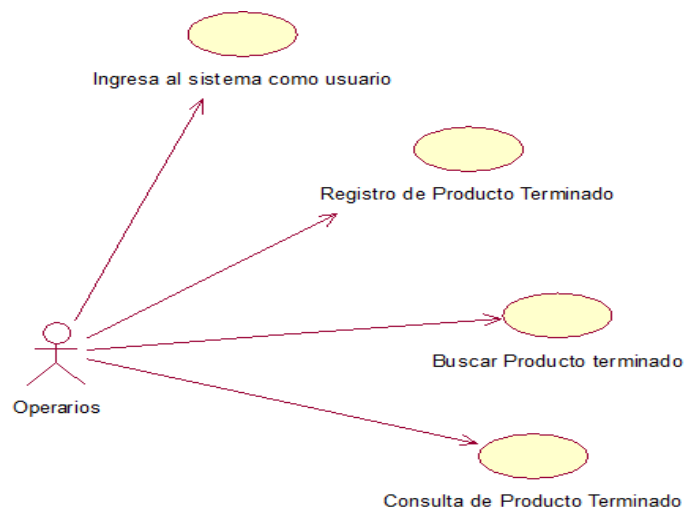 Ingresa al sistema como usuario
Registro de Producto Terminado
Buscar Producto terminado
Operarios
Consulta de Producto Terminado